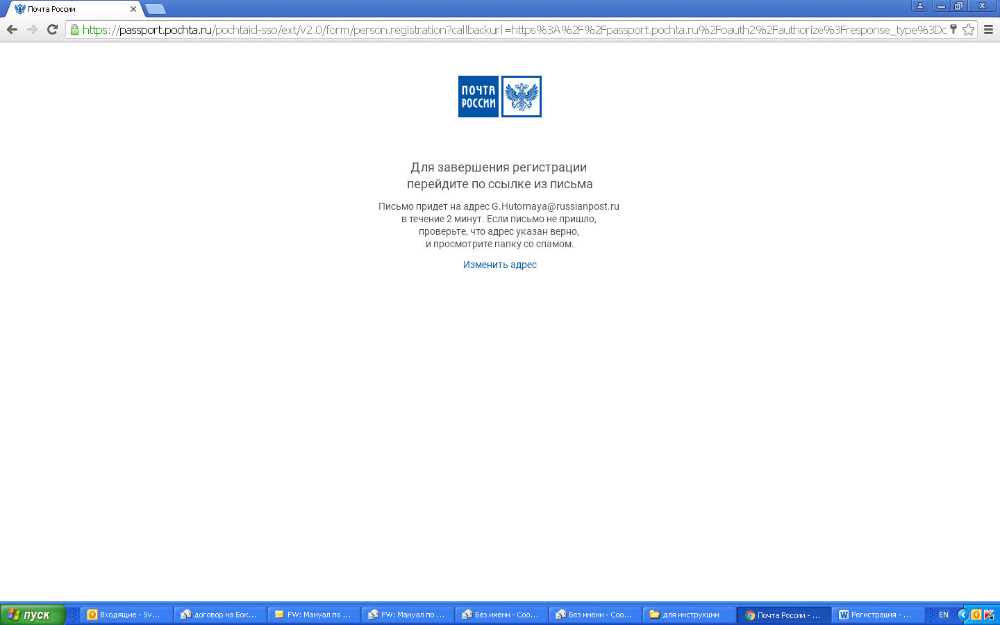 Почта России
https://passport.pochta.ru/pochtaid-sso/ext/v2.0/form/person.registration?callbackurl=https%3A%2F%2Fpassport.pochta.ru%2Foauth2%2Fauthorize%3Fresponse_type%3Dc
ПОЧТА
РОССИИ
Для завершения регистрации
перейдите по ссылке из письма
Письмо придет на адрес G.Hutornaya@russianpost.ru
в течение 2 минут. Если письмо не пришло,
проверьте, что адрес указан верно,
и просмотрите папку со спамом.
Изменить адрес
пуск
Входящие - Sv...
договор на Бок...
FW: Мануал по ...
FW: Мануал по ...
Без имени - Соо...
Без имени - Соо...
для инструкции
Почта России - ...
Регистрация - ...
EN